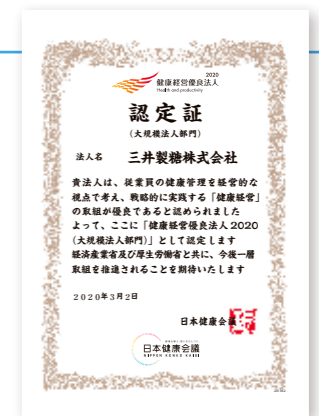 2020
健康経営優良法人
Health and productivity
認定証
(大規模法人部門)
法人名 三井製糖株式会社
貴法人は、従業員の健康管理を経営的な
視点で考え、戦略的に実践する「健康経営」
の取組が優良であると認められました
よって、ここに「健康経営優良法人2020
(大規模法人部門)」として認定します
経済産業省及び厚生労働省と共に、今後一層
取組を推進されることを期待いたします
2020年3月2日
日本健康会議
日本健康会議
NIPPON KENKO KAIGI